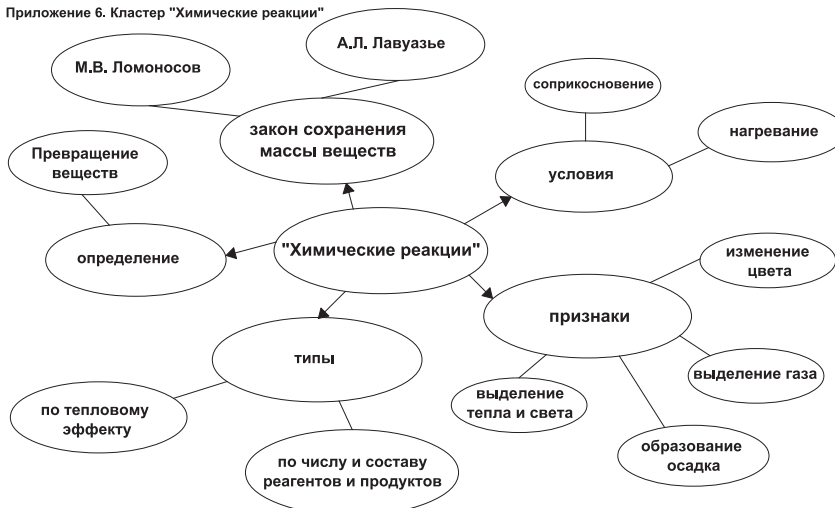 Приложение 6. Кластер "Химические реакции"
А.Л. Лавуазье
М.В. Ломоносов
закон сохранения
массы веществ
соприкосновение
нагревание
условия
Превращение
веществ
определение
"Химические реакции"
изменение
цвета
признаки
типы
выделение газа
выделение
тепла и света
по тепловому
эффекту
образование
осадка
по числу и составу
реагентов и продуктов